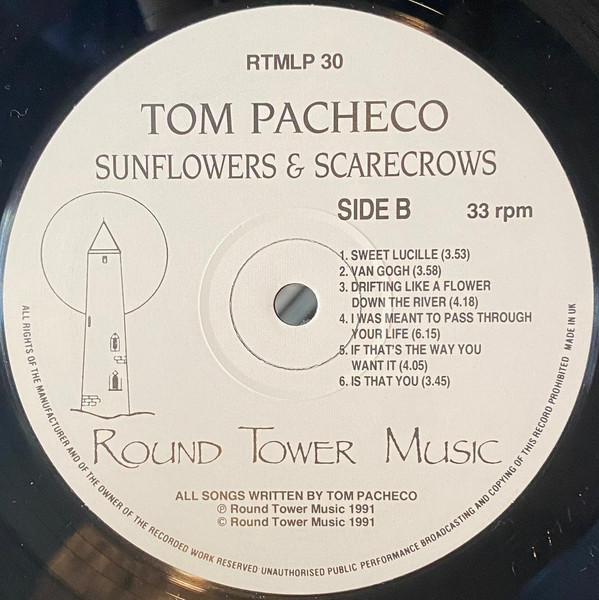 RTMLP 30
TOM PACHECO
SUNFLOWERS & SCARECROWS
SIDE B 33 rpm
1. SWEET LUCILLE (3.53)
2. VAN GOGH (3.58)
3. DRIFTING LIKE A FLOWER
DOWN THE RIVER (4.18)
4. I WAS MEANT TO PASS THROUGH
YOUR LIFE (6.15)
5. IF THAT'S THE WAY YOU
WANT IT (4.05)
6. IS THAT YOU (3.45)
ROUND TOWER MUSIC
ALL SONGS WRITTEN BY TOM PACHECO
℗ Round Tower Music 1991
© Round Tower Music 1991
ALL RIGHTS OF THE MANUFACTURER AND OF THE OWNER OF THE RECORDED WORK RESERVED UNAUTHORISED PUBLIC PERFORMANCE BROADCASTING AND COPYING OF THIS RECORD PROHIBITED MADE IN UK